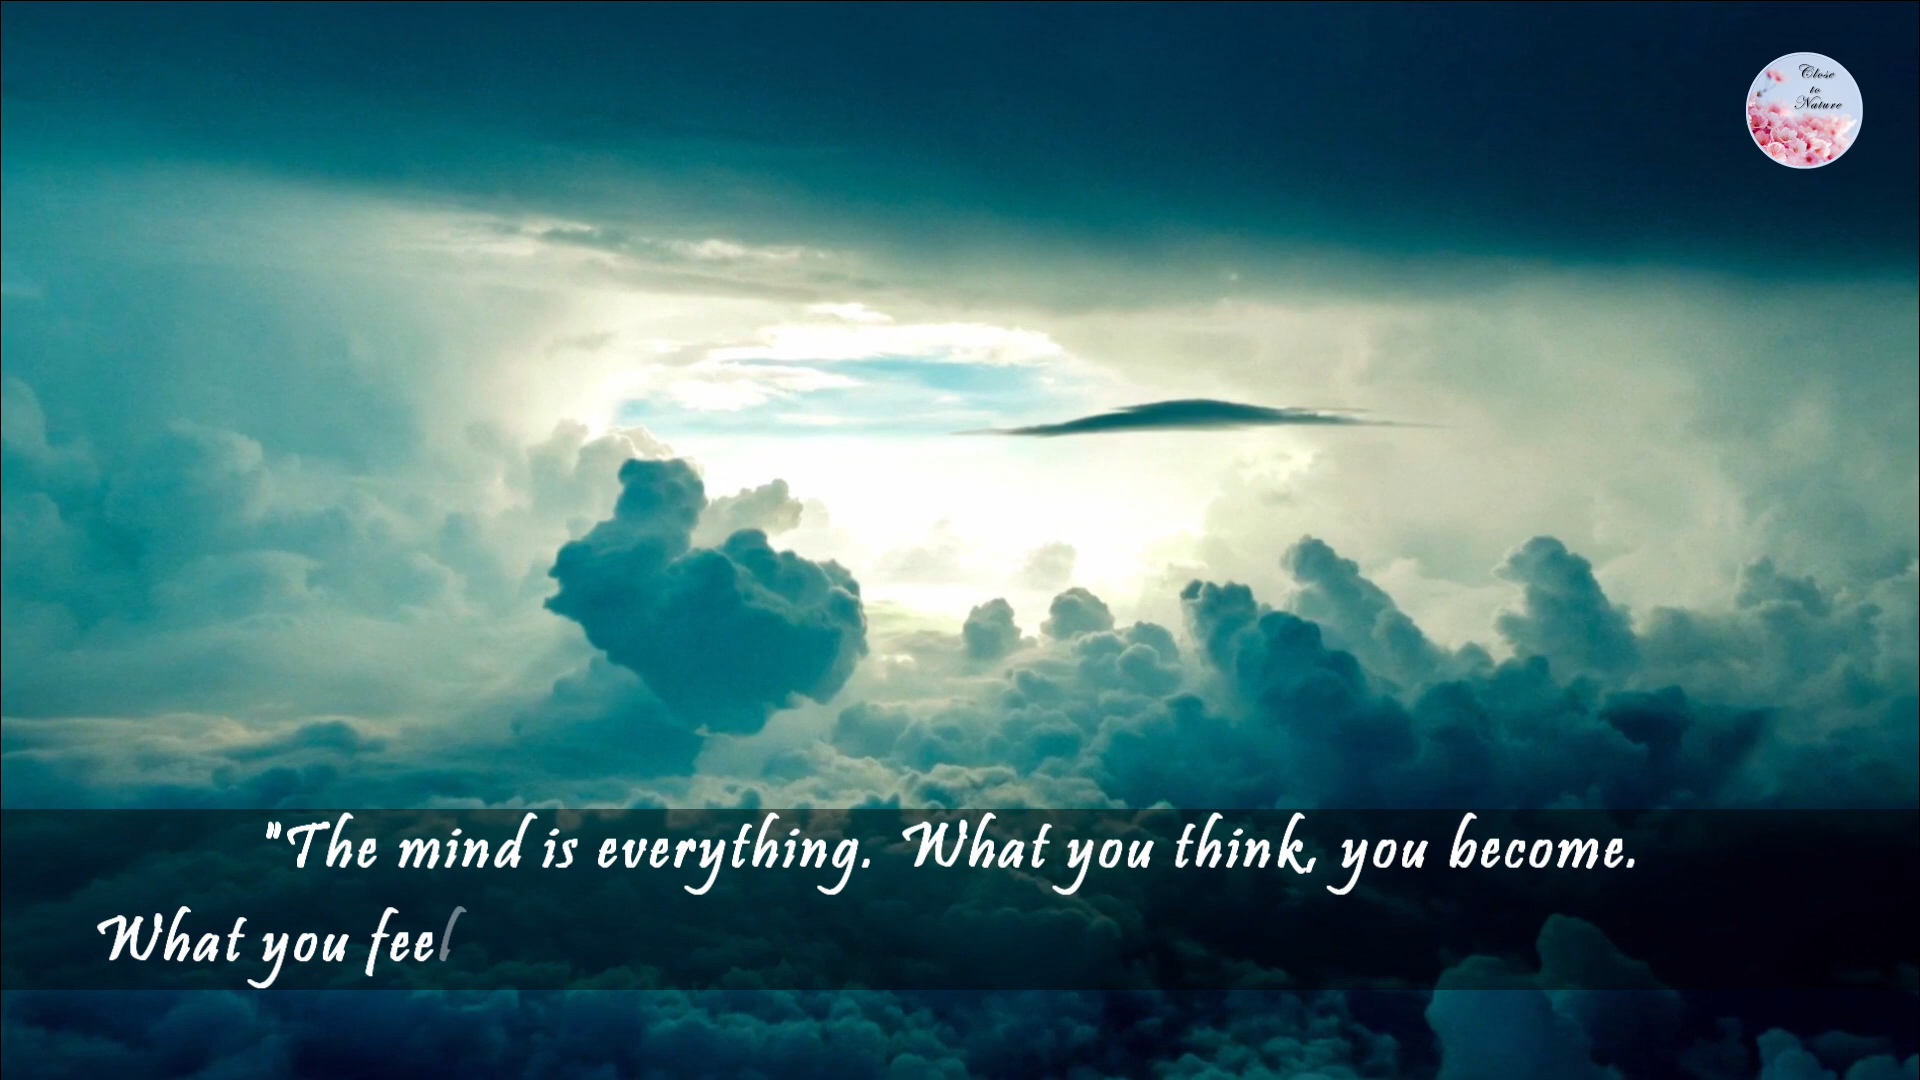 Close
to
Nature
"The mind is everything. What you think, you become.
What you feel